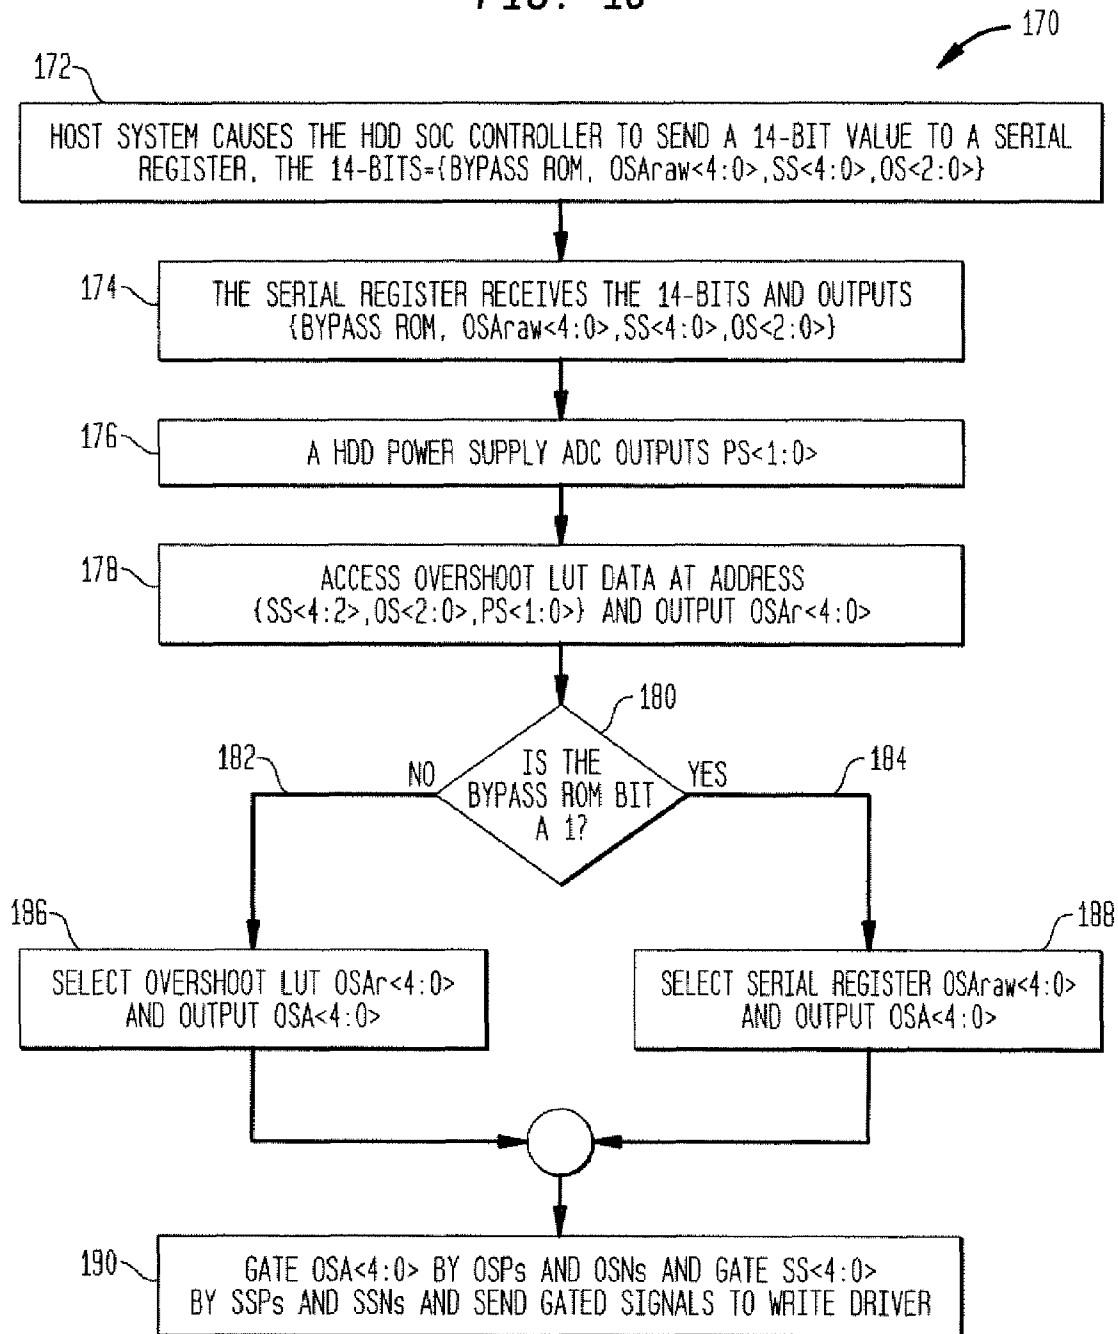 170
172
HOST SYSTEM CAUSES THE HDD SOC CONTROLLER TO SEND A 14-BIT VALUE TO A SERIAL
REGISTER, THE 14-BITS={BYPASS ROM, OSAraw<4:0>,SS<4:0>,OS<2:0>}
174
THE SERIAL REGISTER RECEIVES THE 14-BITS AND OUTPUTS
{BYPASS ROM, OSAraw<4:0>,SS<4:0>,OS<2:0>}
176
A HDD POWER SUPPLY ADC OUTPUTS PS<1:0>
178
ACCESS OVERSHOOT LUT DATA AT ADDRESS
{SS<4:2>,OS<2:0>,PS<1:0>} AND OUTPUT OSAr<4:0>
180
182
NO
IS THE
BYPASS ROM BIT
A 1?
YES
184
186
SELECT OVERSHOOT LUT OSAr<4:0>
AND OUTPUT OSA<4:0>
188
SELECT SERIAL REGISTER OSAraw<4:0>
AND OUTPUT OSA<4:0>
190
GATE OSA<4:0> BY OSPs AND OSNs AND GATE SS<4:0>
BY SSPs AND SSNs AND SEND GATED SIGNALS TO WRITE DRIVER